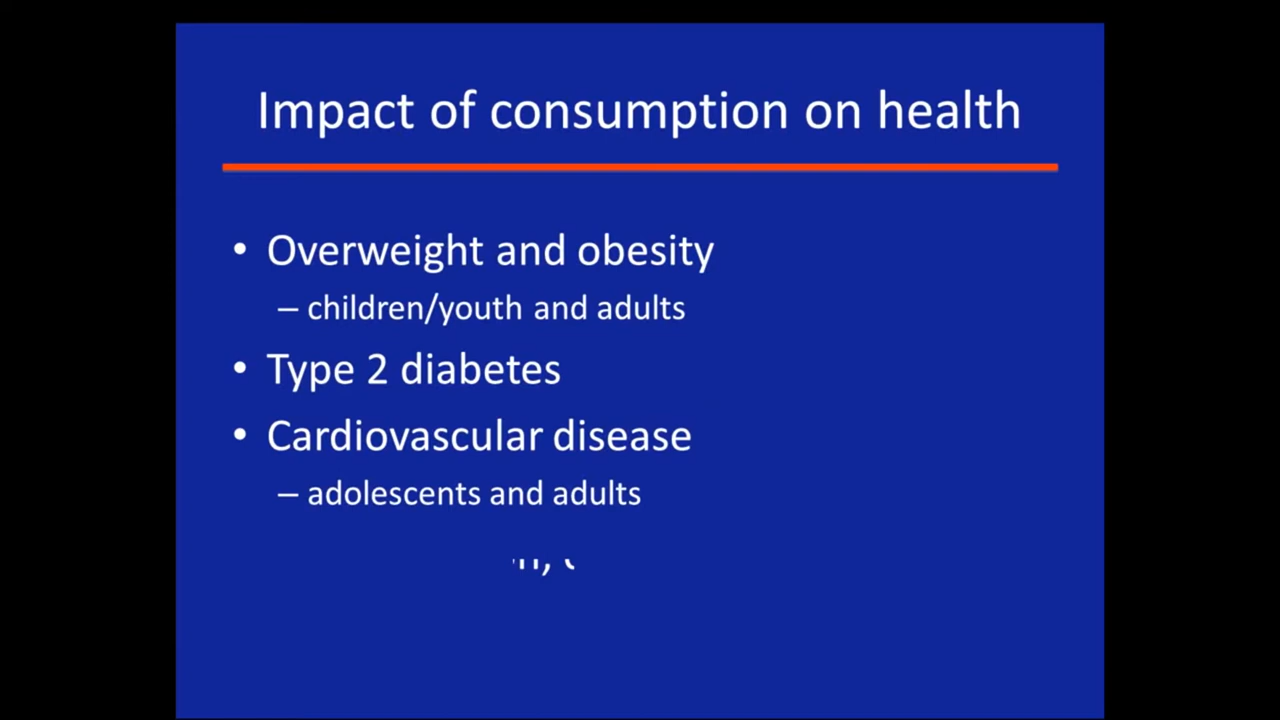 Impact of consumption on health
• Overweight and obesity
– children/youth and adults
• Type 2 diabetes
• Cardiovascular disease
– adolescents and adults